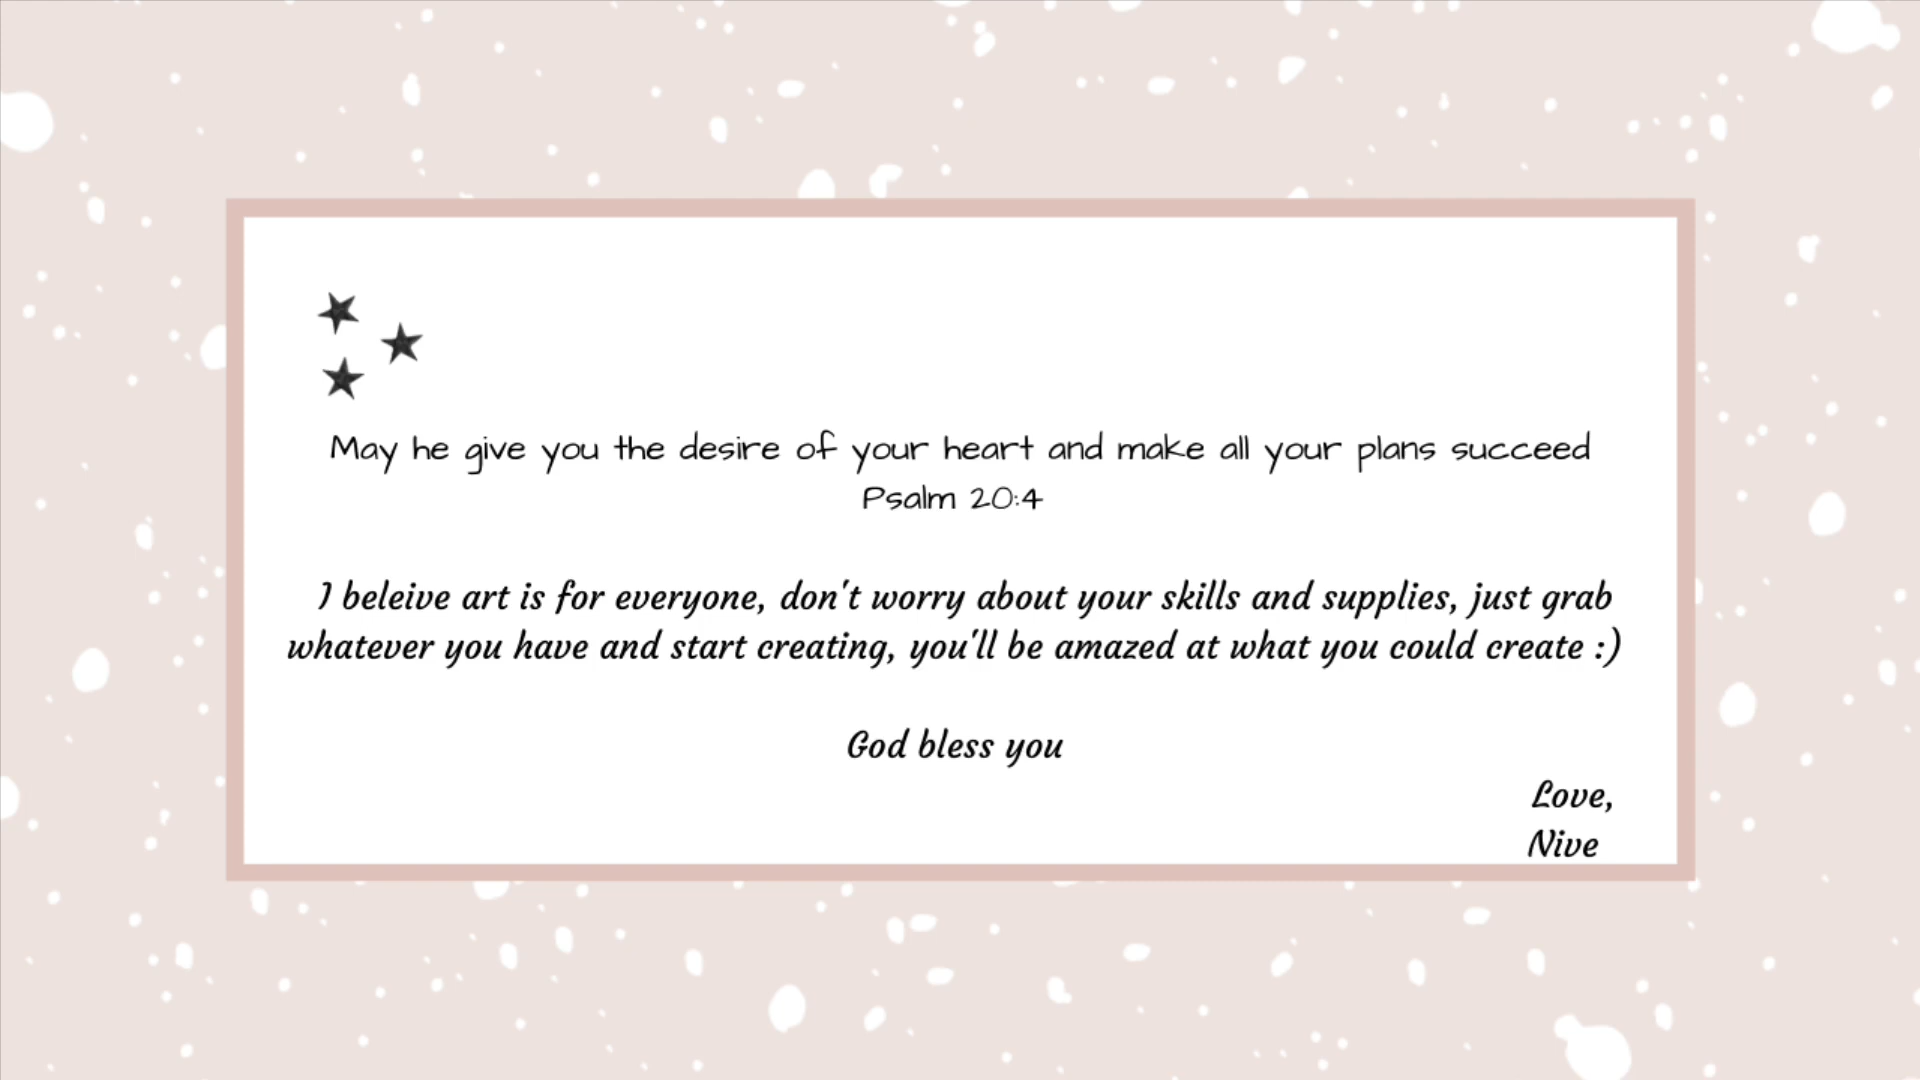 May he give you the desire of your heart and make all your plans succeed
Psalm 20:4
I beleive art is for everyone, don't worry about your skills and supplies, just grab
whatever you have and start creating, you'll be amazed at what you could create :)
God bless you
Love,
Nive